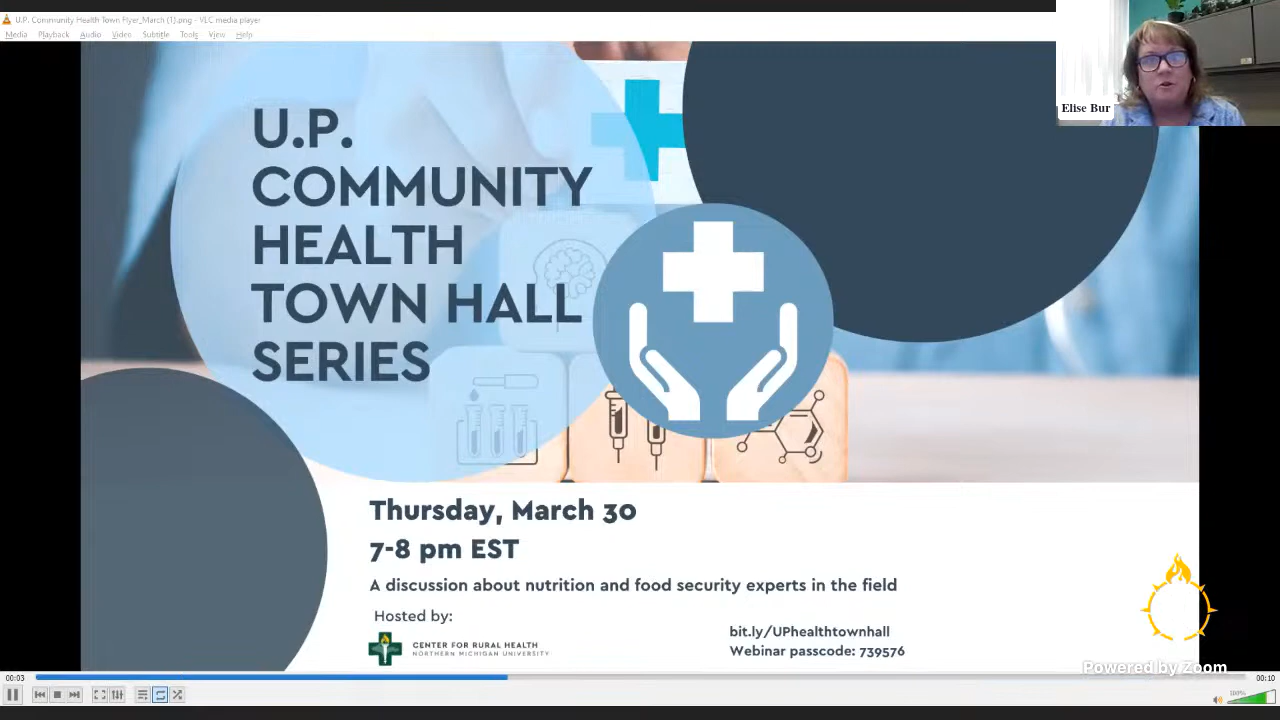 U.P. Community Health Town Flyer_March (1).png - VLC media player
Media Playback Audio Video Subtitle Tools View Help
Elise Bur
U.P.
COMMUNITY
HEALTH
TOWN HALL
SERIES
Thursday, March 30
7-8 pm EST
A discussion about nutrition and food security experts in the field
Hosted by:
CENTER FOR RURAL HEALTH
NORTHERN MICHIGAN UNIVERSITY
bit.ly/UPhealthtownhall
Webinar passcode: 739576
Powered by Zoom
00:03
00:10
100%